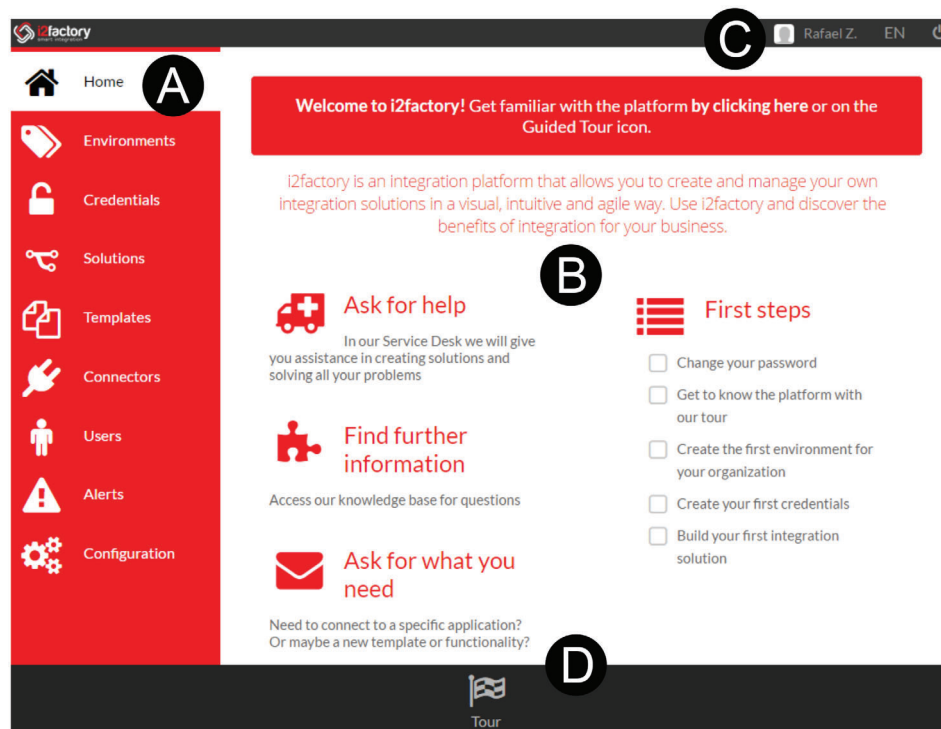 i2factory
smart integration
C
Rafael Z.
EN
Home
A
Environments
Credentials
Solutions
Templates
Connectors
Users
Alerts
Configuration
Welcome to i2factory! Get familiar with the platform by clicking here or on the
Guided Tour icon.
i2factory is an integration platform that allows you to create and manage your own
integration solutions in a visual, intuitive and agile way. Use i2factory and discover the
benefits of integration for your business.
B
Ask for help
In our Service Desk we will give
you assistance in creating solutions and
solving all your problems
Find further
information
Access our knowledge base for questions
Ask for what you
need
Need to connect to a specific application?
Or maybe a new template or functionality?
First steps
Change your password
Get to know the platform with
our tour
Create the first environment for
your organization
Create your first credentials
Build your first integration
solution
D
Tour